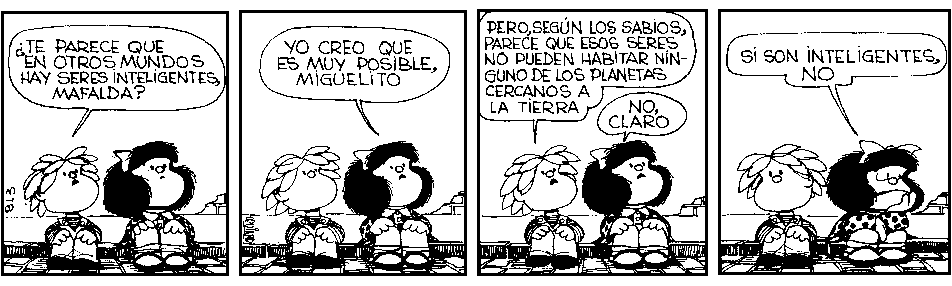 ¿TE PARECE QUE
EN OTROS MUNDOS
HAY SERES INTELIGENTES,
MAFALDA?
YO CREO QUE
ES MUY POSIBLE,
MIGUELITO
PERO, SEGÚN LOS SABIOS,
PARECE QUE ESOS SERES
NO PUEDEN HABITAR NIN-
GUNO DE LOS PLANETAS
CERCANOS A
LA TIERRA
NO,
CLARO
SI SON INTELIGENTES,
NO